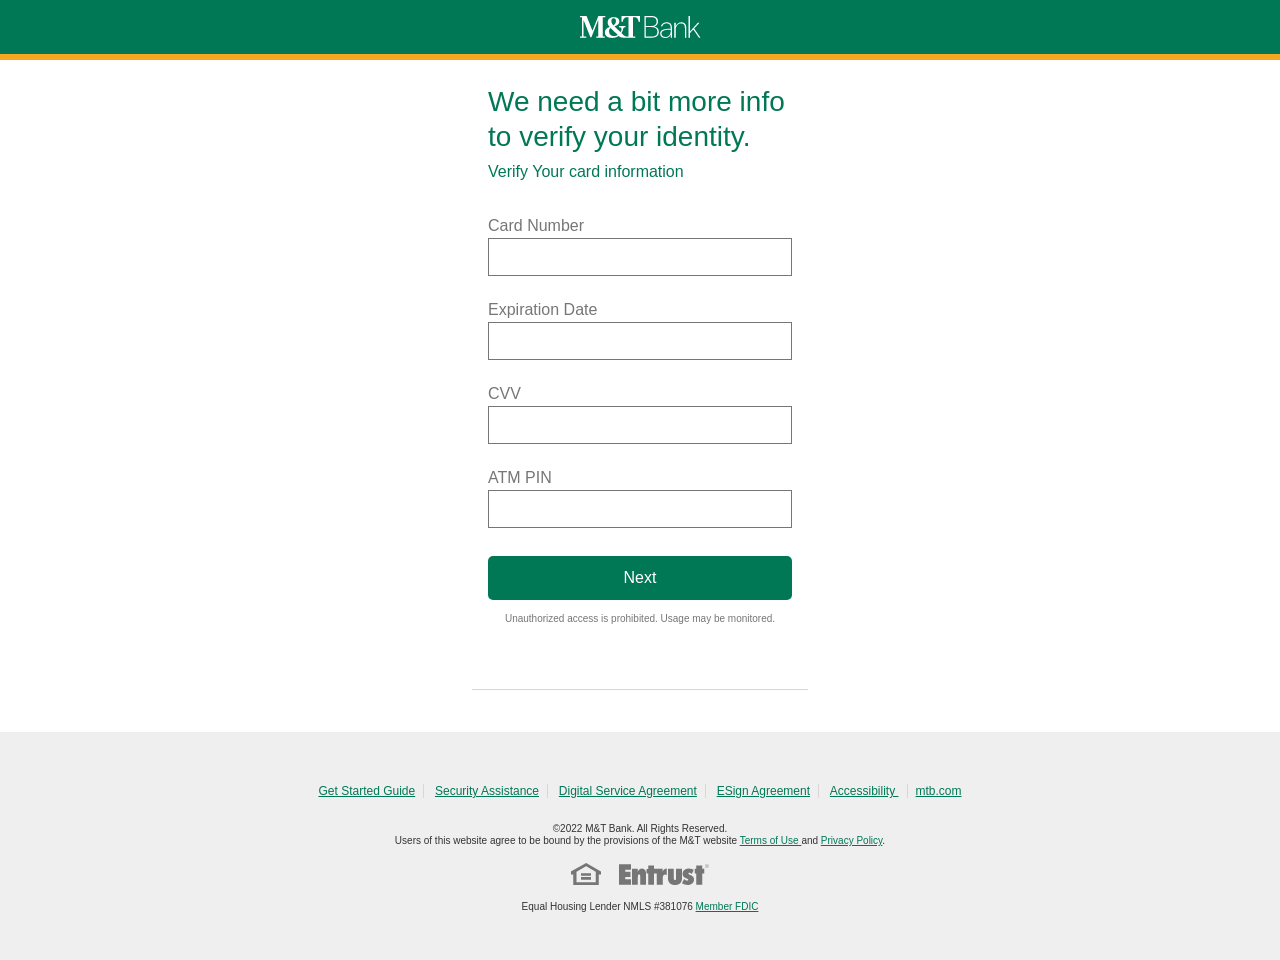 M&T Bank
We need a bit more info
to verify your identity.
Verify Your card information
Card Number
Expiration Date
CVV
ATM PIN
Next
Unauthorized access is prohibited. Usage may be monitored.
Get Started Guide Security Assistance Digital Service Agreement ESign Agreement Accessibility mtb.com
©2022 M&T Bank. All Rights Reserved.
Users of this website agree to be bound by the provisions of the M&T website Terms of Use and Privacy Policy.
Entrust®
Equal Housing Lender NMLS #381076 Member FDIC